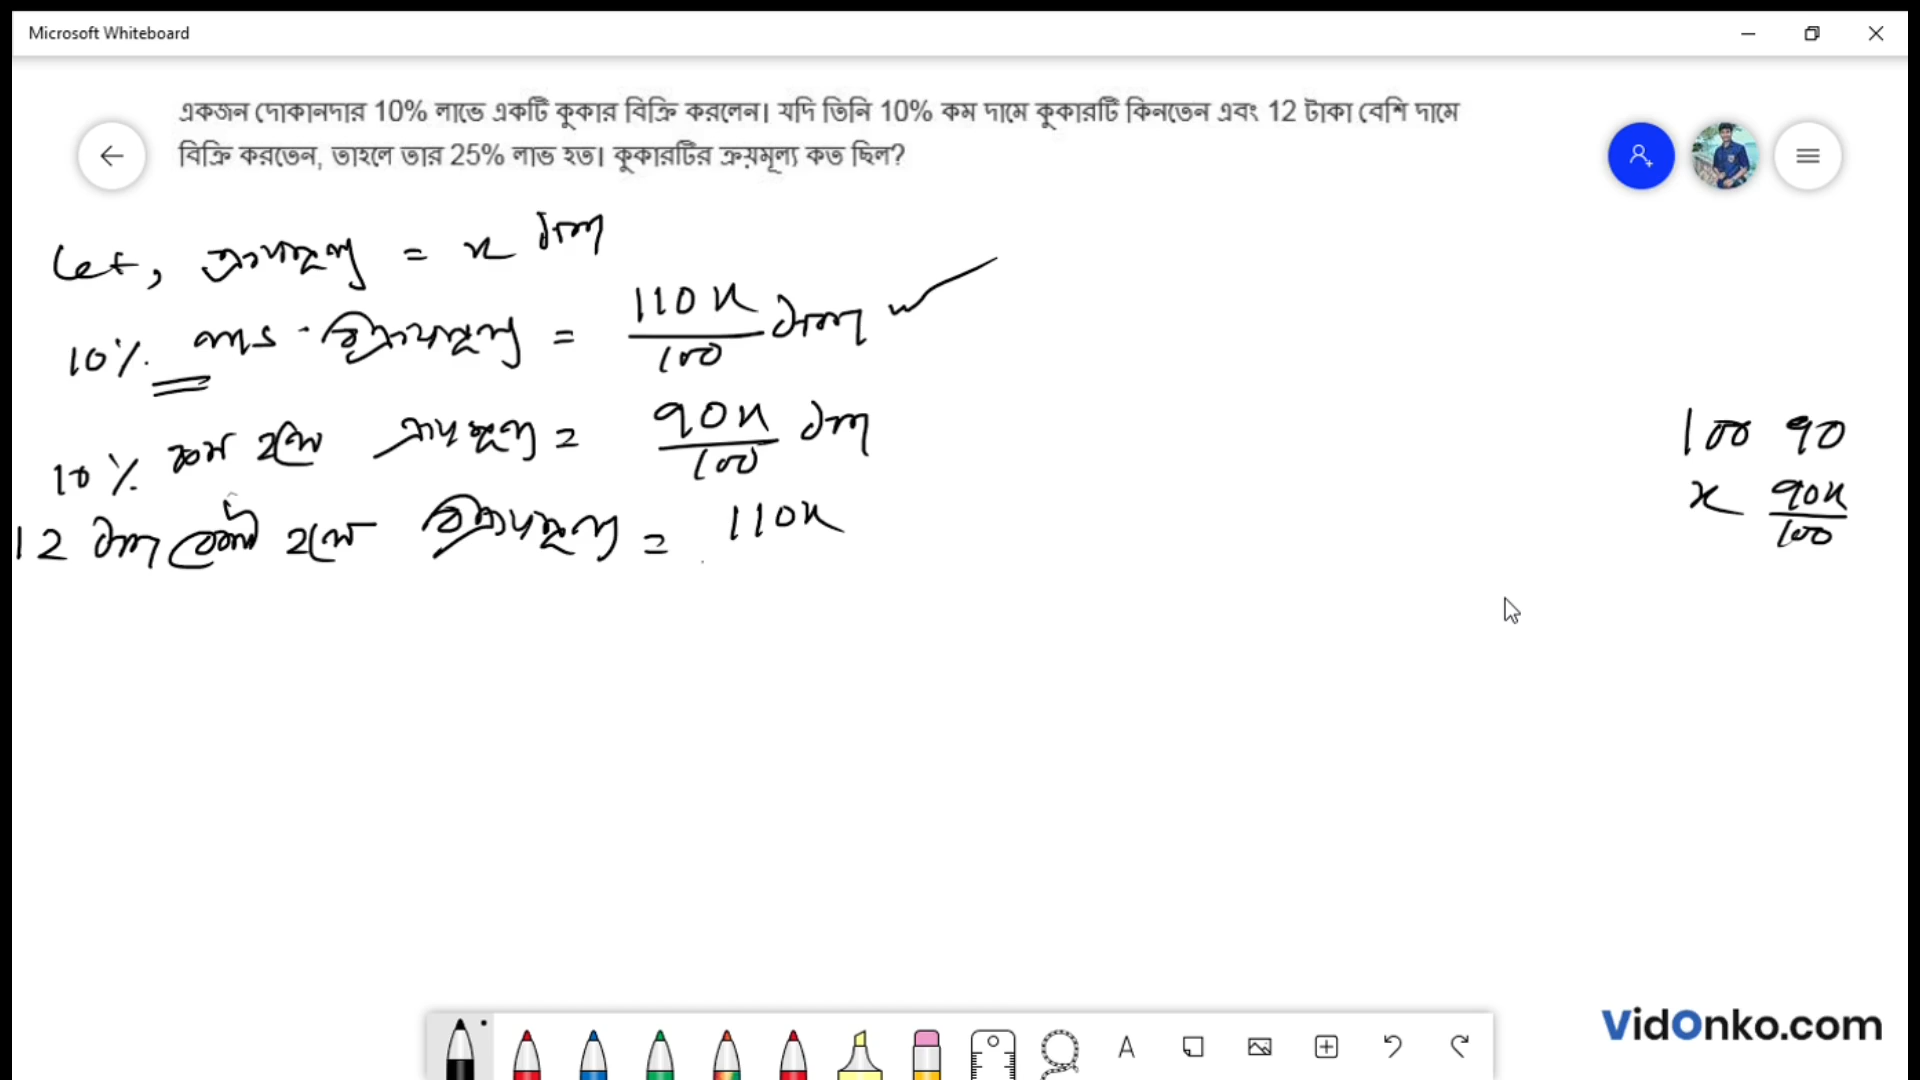 Microsoft Whiteboard
একজন দোকানদার 10% লাভে একটি কুকার বিক্রি করলেন। যদি তিনি 10% কম দামে কুকারটি কিনতেন এবং 12 টাকা বেশি দামে
বিক্রি করতেন, তাহলে তার 25% লাভ হত। কুকারটির ক্রয়মূল্য কত ছিল?
Let, ক্রয়মূল্য = x টাকা
10% লাভে বিক্রয়মূল্য = 110x/100 টাকা
10% কম হলে ক্রয়মূল্য = 90x/100 টাকা
12 টাকা বেশি হলে বিক্রয়মূল্য = 110x
100 90
x 90x/100
VidOnko.com